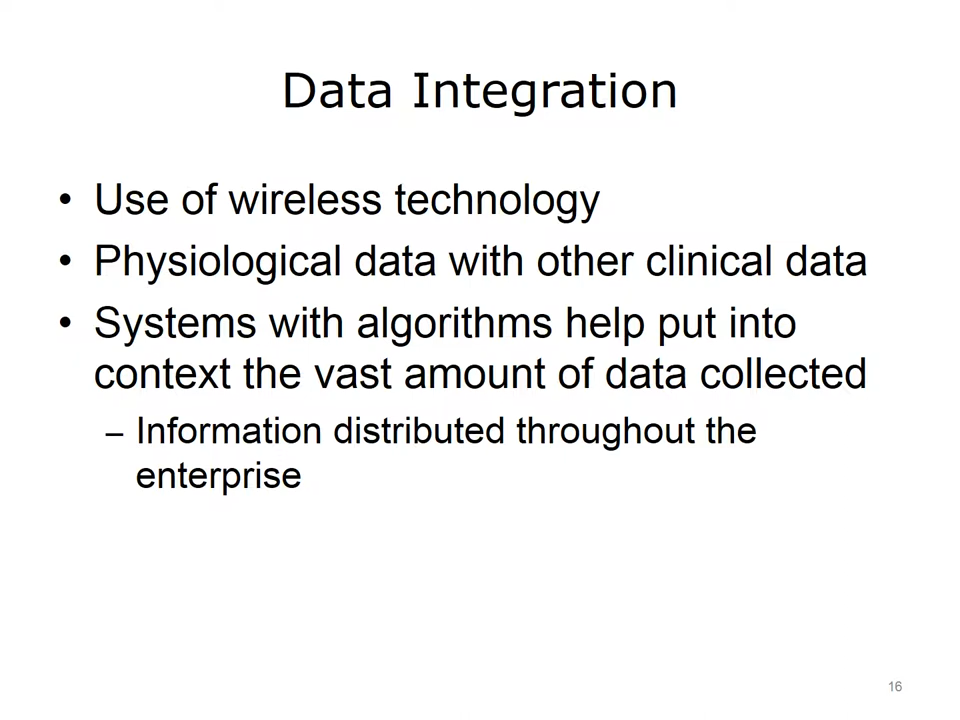 Data Integration
• Use of wireless technology
• Physiological data with other clinical data
• Systems with algorithms help put into
context the vast amount of data collected
– Information distributed throughout the
enterprise
16